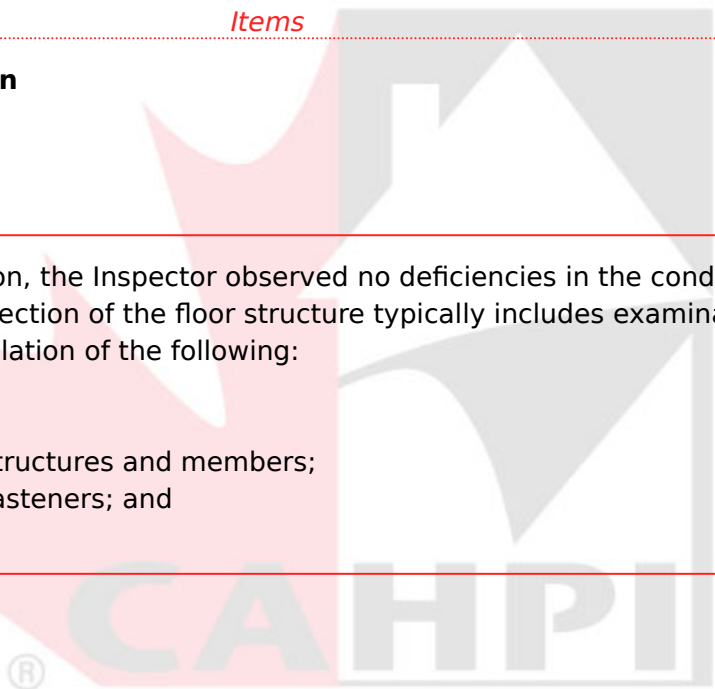 Items
n
on, the Inspector observed no deficiencies in the cond
ection of the floor structure typically includes examina
lation of the following:
tructures and members;
asteners; and
CAHPI
®